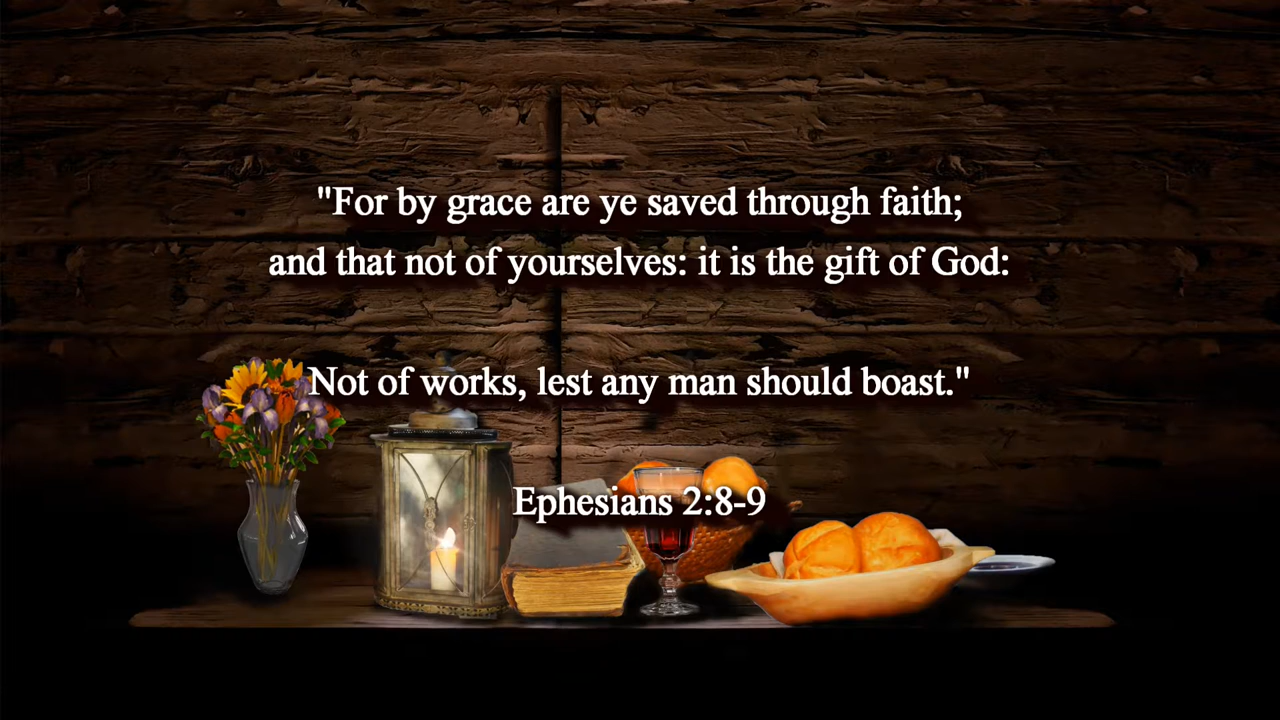 "For by grace are ye saved through faith;
and that not of yourselves: it is the gift of God:
Not of works, lest any man should boast."
Ephesians 2:8-9